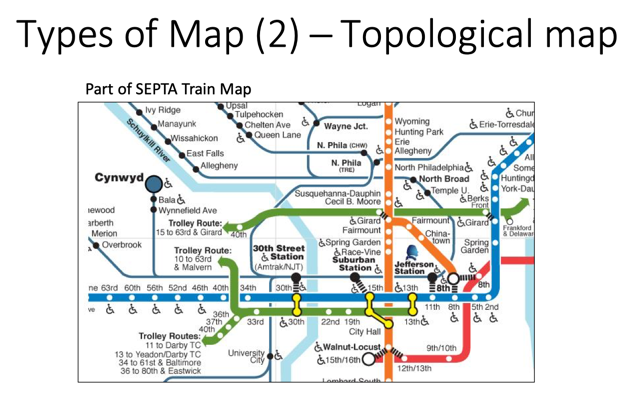 Types of Map (2) – Topological map
Part of SEPTA Train Map
Ivy Ridge
Manayunk
Wissahickon
East Falls
Allegheny
Schuylkill River
Upsal
Tulpehocken
Chelten Ave
Queen Lane
Wayne Jct.
N. Phila (CHW)
N. Phila
(TRE)
Logan
Wyoming
Hunting Park
Erie
Allegheny
North Philadelphia
North Broad
Temple U.
Erie-Torresdal
Berks
Front
Cynwyd
Bala
Wynnefield Ave
Merion
Overbrook
Susquehanna-Dauphin
Cecil B. Moore
Trolley Route:
15 to 63rd & Girard
40th
Girard
Fairmount
Fairmount
China-
town
Girard
Frankford
& Delaware
Trolley Route:
10 to 63rd
& Malvern
30th Street
Station
(Amtrak/NJT)
Spring Garden
Race-Vine
Suburban
Station
Jefferson
Station
Spring
Garden
8th
8th
63rd 60th 56th 52nd 46th 40th 34th 30th 15th 13th
11th 8th 5th 2nd
36th
37th
40th
33rd 30th 22nd 19th
City Hall
13th
Trolley Routes:
11 to Darby TC
13 to Yeadon/Darby TC
34 to 61st & Baltimore
36 to 80th & Eastwick
University
City
Walnut-Locust
15th/16th
9th/10th
12th/13th
Lombard-South